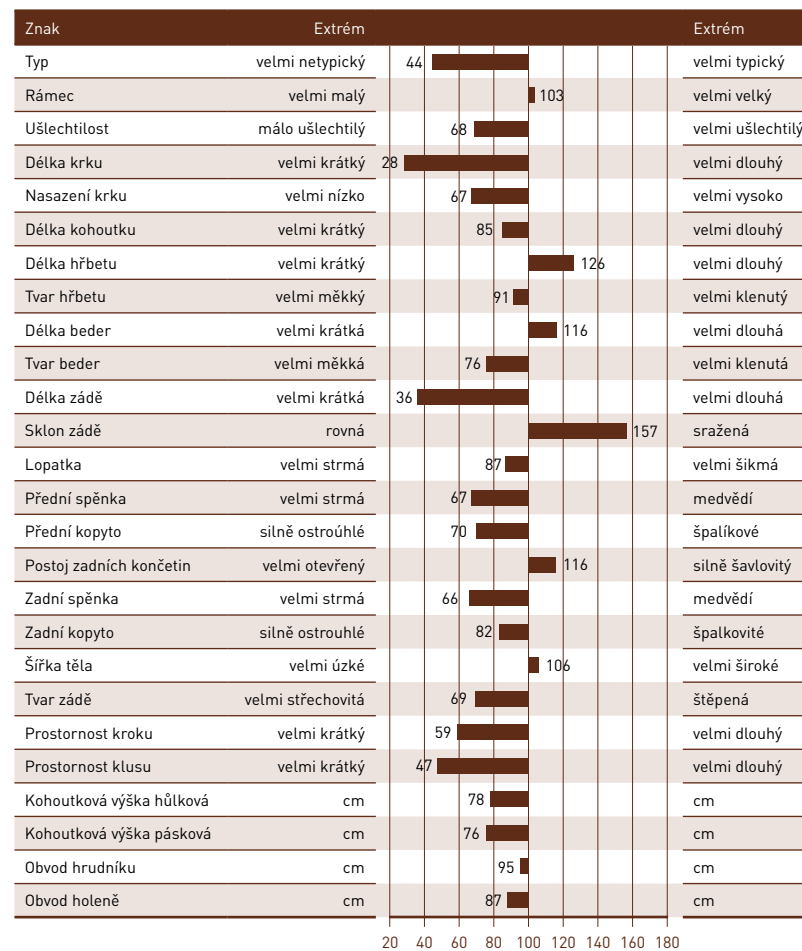 Znak Extrém Extrém
Typ velmi netypický 44 velmi typický
Rámec velmi malý 103 velmi velký
Ušlechtilost málo ušlechtilý 68 velmi ušlechtilý
Délka krku velmi krátký 28 velmi dlouhý
Nasazení krku velmi nízko 67 velmi vysoko
Délka kohoutku velmi krátký 85 velmi dlouhý
Délka hřbetu velmi krátký 126 velmi dlouhý
Tvar hřbetu velmi měkký 91 velmi klenutý
Délka beder velmi krátká 116 velmi dlouhá
Tvar beder velmi měkká 76 velmi klenutá
Délka zádě velmi krátká 36 velmi dlouhá
Sklon zádě rovná 157 sražená
Lopatka velmi strmá 87 velmi šikmá
Přední spěnka velmi strmá 67 medvědí
Přední kopyto silně ostroúhlé 70 špalíkové
Postoj zadních končetin velmi otevřený 116 silně šavlovitý
Zadní spěnka velmi strmá 66 medvědí
Zadní kopyto silně ostrouhlé 82 špalkovité
Šířka těla velmi úzké 106 velmi široké
Tvar zádě velmi střechovitá 69 štěpená
Prostornost kroku velmi krátký 59 velmi dlouhý
Prostornost klusu velmi krátký 47 velmi dlouhý
Kohoutková výška hůlková cm 78 cm
Kohoutková výška pásková cm 76 cm
Obvod hrudníku cm 95 cm
Obvod holeně cm 87 cm
20 40 60 80 100 120 140 160 180